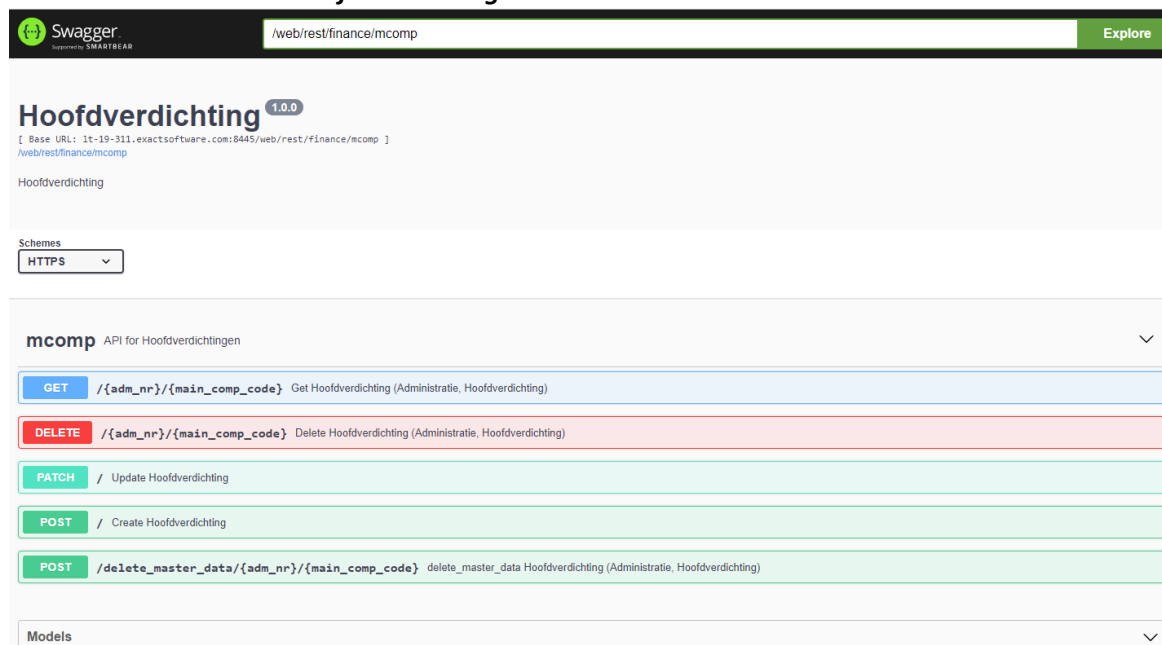 Swagger.
Supported by SMARTBEAR
/web/rest/finance/mcomp
Explore
Hoofdverdichting 1.0.0
[ Base URL: lt-19-311.exactsoftware.com:8445/web/rest/finance/mcomp ]
/web/rest/finance/mcomp
Hoofdverdichting
Schemes
HTTPS
mcomp API for Hoofdverdichtingen
GET /{adm_nr}/{main_comp_code} Get Hoofdverdichting (Administratie, Hoofdverdichting)
DELETE /{adm_nr}/{main_comp_code} Delete Hoofdverdichting (Administratie, Hoofdverdichting)
PATCH / Update Hoofdverdichting
POST / Create Hoofdverdichting
POST /delete_master_data/{adm_nr}/{main_comp_code} delete_master_data Hoofdverdichting (Administratie, Hoofdverdichting)
Models